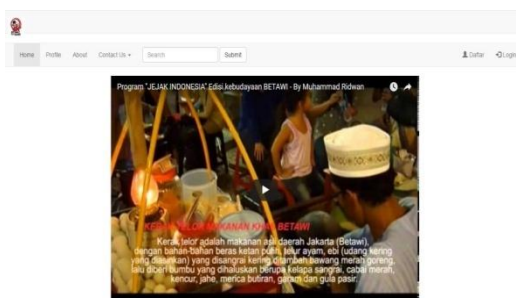 Home Profile About Contact Us Search Submit Daftar Login
Program "JEJAK INDONESIA" Edisi kebudayaan BETAWI - By Muhammad Ridwan
KERAK TELOR MAKANAN KHAS BETAWI
Kerak telor adalah makanan asli daerah Jakarta (Betawi),
dengan bahan-bahan beras ketan putih, telur ayam, ebi (udang kering
yang diasinkan) yang disangrai kering ditambah bawang merah goreng,
lalu diberi bumbu yang dihaluskan berupa kelapa sangrai, cabai merah,
kencur, jahe, merica butiran, garam dan gula pasir.